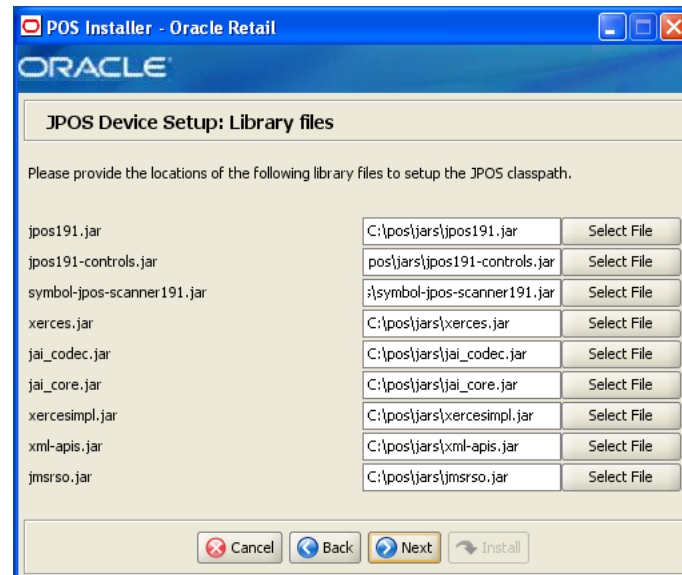 POS Installer - Oracle Retail
ORACLE
JPOS Device Setup: Library files
Please provide the locations of the following library files to setup the JPOS classpath.
jpos191.jar C:\pos\jars\jpos191.jar Select File
jpos191-controls.jar pos\jars\jpos191-controls.jar Select File
symbol-jpos-scanner191.jar \symbol-jpos-scanner191.jar Select File
xerces.jar C:\pos\jars\xerces.jar Select File
jai_codec.jar C:\pos\jars\jai_codec.jar Select File
jai_core.jar C:\pos\jars\jai_core.jar Select File
xercesimpl.jar C:\pos\jars\xercesimpl.jar Select File
xml-apis.jar C:\pos\jars\xml-apis.jar Select File
jmsrso.jar C:\pos\jars\jmsrso.jar Select File
Cancel Back Next Install